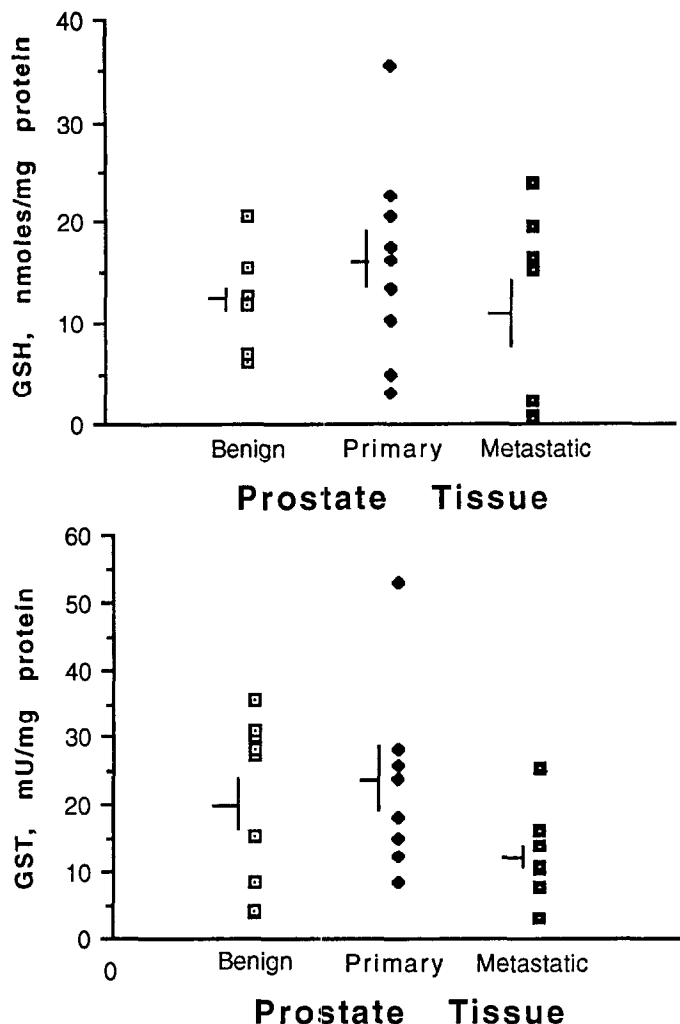 GSH, nmoles/mg protein
40
30
20
10
0
Benign Primary Metastatic
Prostate Tissue
GST, mU/mg protein
60
50
40
30
20
10
0
0
Benign Primary Metastatic
Prostate Tissue